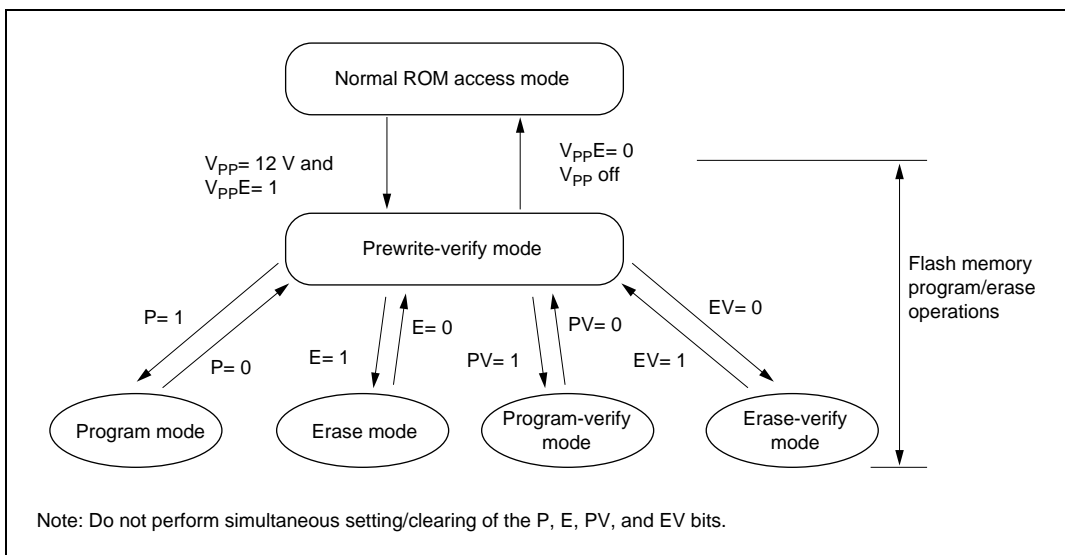 Normal ROM access mode
VPP= 12 V and
VPPE= 1
VPPE= 0
VPP off
Prewrite-verify mode
Flash memory
program/erase
operations
P= 1
P= 0
E= 1
E= 0
PV= 1
PV= 0
EV= 1
EV= 0
Program mode
Erase mode
Program-verify
mode
Erase-verify
mode
Note: Do not perform simultaneous setting/clearing of the P, E, PV, and EV bits.